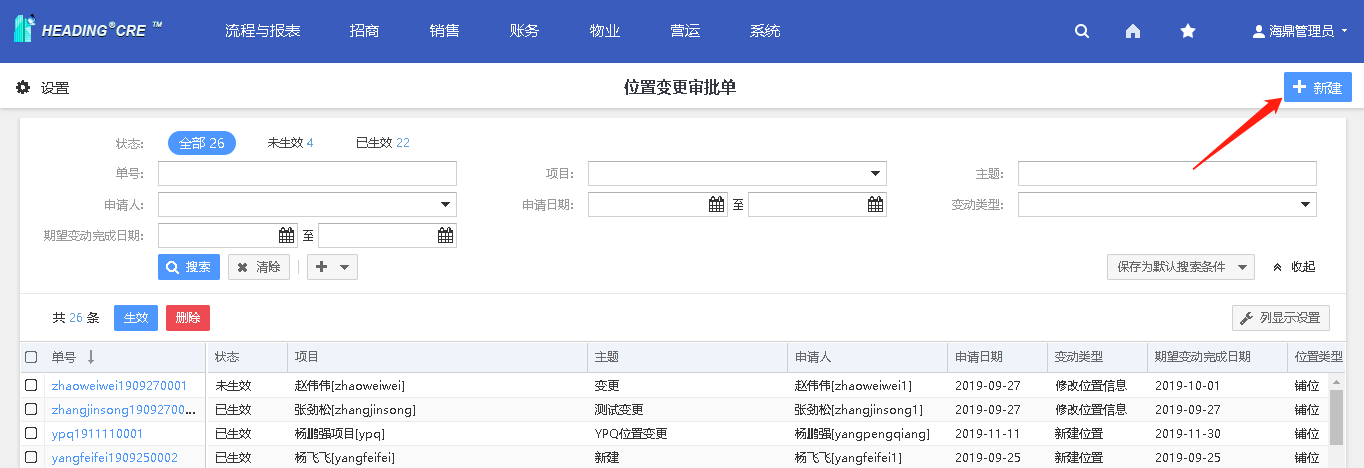 HEADING®CRE ™ 流程与报表 招商 销售 账务 物业 营运 系统 海鼎管理员
设置 位置变更审批单 新建
状态: 全部 26 未生效 4 已生效 22
单号: 项目: 主题:
申请人: 申请日期: 至 变动类型:
期望变动完成日期: 至
搜索 清除 保存为默认搜索条件 收起
共 26 条 生效 删除 列显示设置
单号 状态 项目 主题 申请人 申请日期 变动类型 期望变动完成日期 位置类型
zhaoweiwei1909270001 未生效 赵伟伟[zhaoweiwei] 变更 赵伟伟[zhaoweiwei1] 2019-09-27 修改位置信息 2019-10-01 铺位
zhangjinsong19092700... 已生效 张劲松[zhangjinsong] 测试变更 张劲松[zhangjinsong1] 2019-09-27 修改位置信息 2019-09-27 铺位
ypq1911110001 已生效 杨鹏强项目[ypq] YPQ位置变更 杨鹏强[yangpengqiang] 2019-11-11 新建位置 2019-11-30 铺位
yangfeifei1909250002 已生效 杨飞飞[yangfeifei] 新建 杨飞飞[yangfeifei1] 2019-09-25 新建位置 2019-09-25 铺位